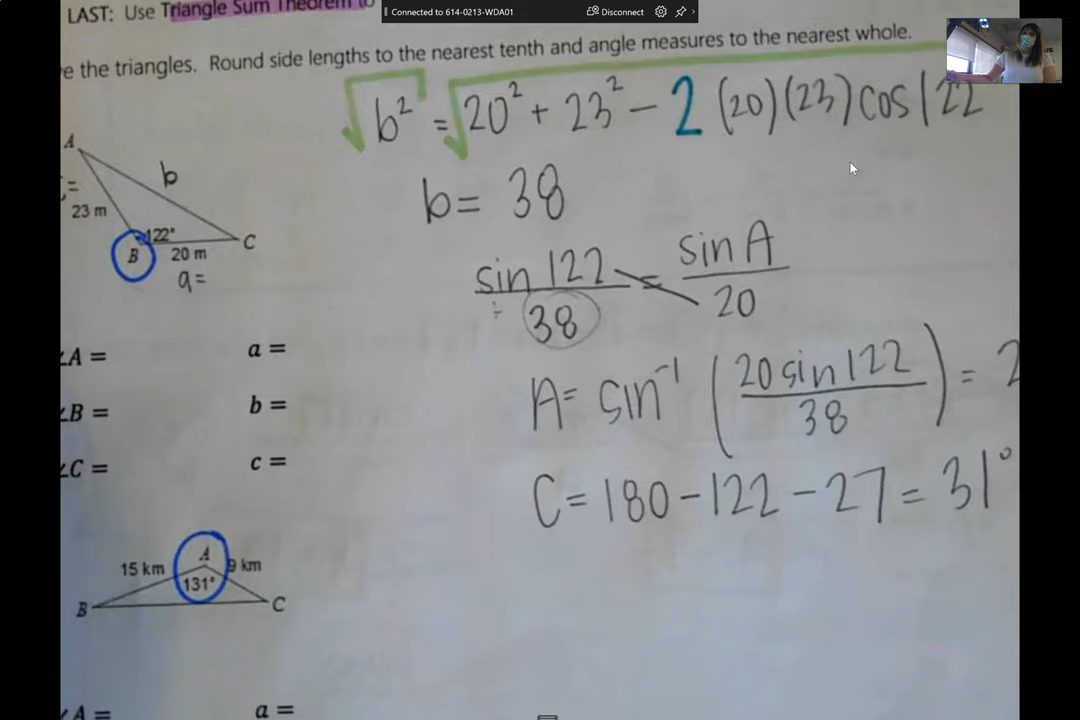 LAST: Use Triangle Sum Theorem to
Connected to 614-0213-WDA01 Disconnect
e the triangles. Round side lengths to the nearest tenth and angle measures to the nearest whole.
√b² = √20² + 23² − 2 (20)(23) cos 122
A
b
b = 38
23 m
122°
C
B
20 m
a =
sin 122 / 38 = sin A / 20
∠A = a =
A = sin⁻¹ (20 sin 122 / 38) = 2
∠B = b =
∠C = c =
C = 180 − 122 − 27 = 31°
A
15 km 9 km
131°
B C
∠A = a =